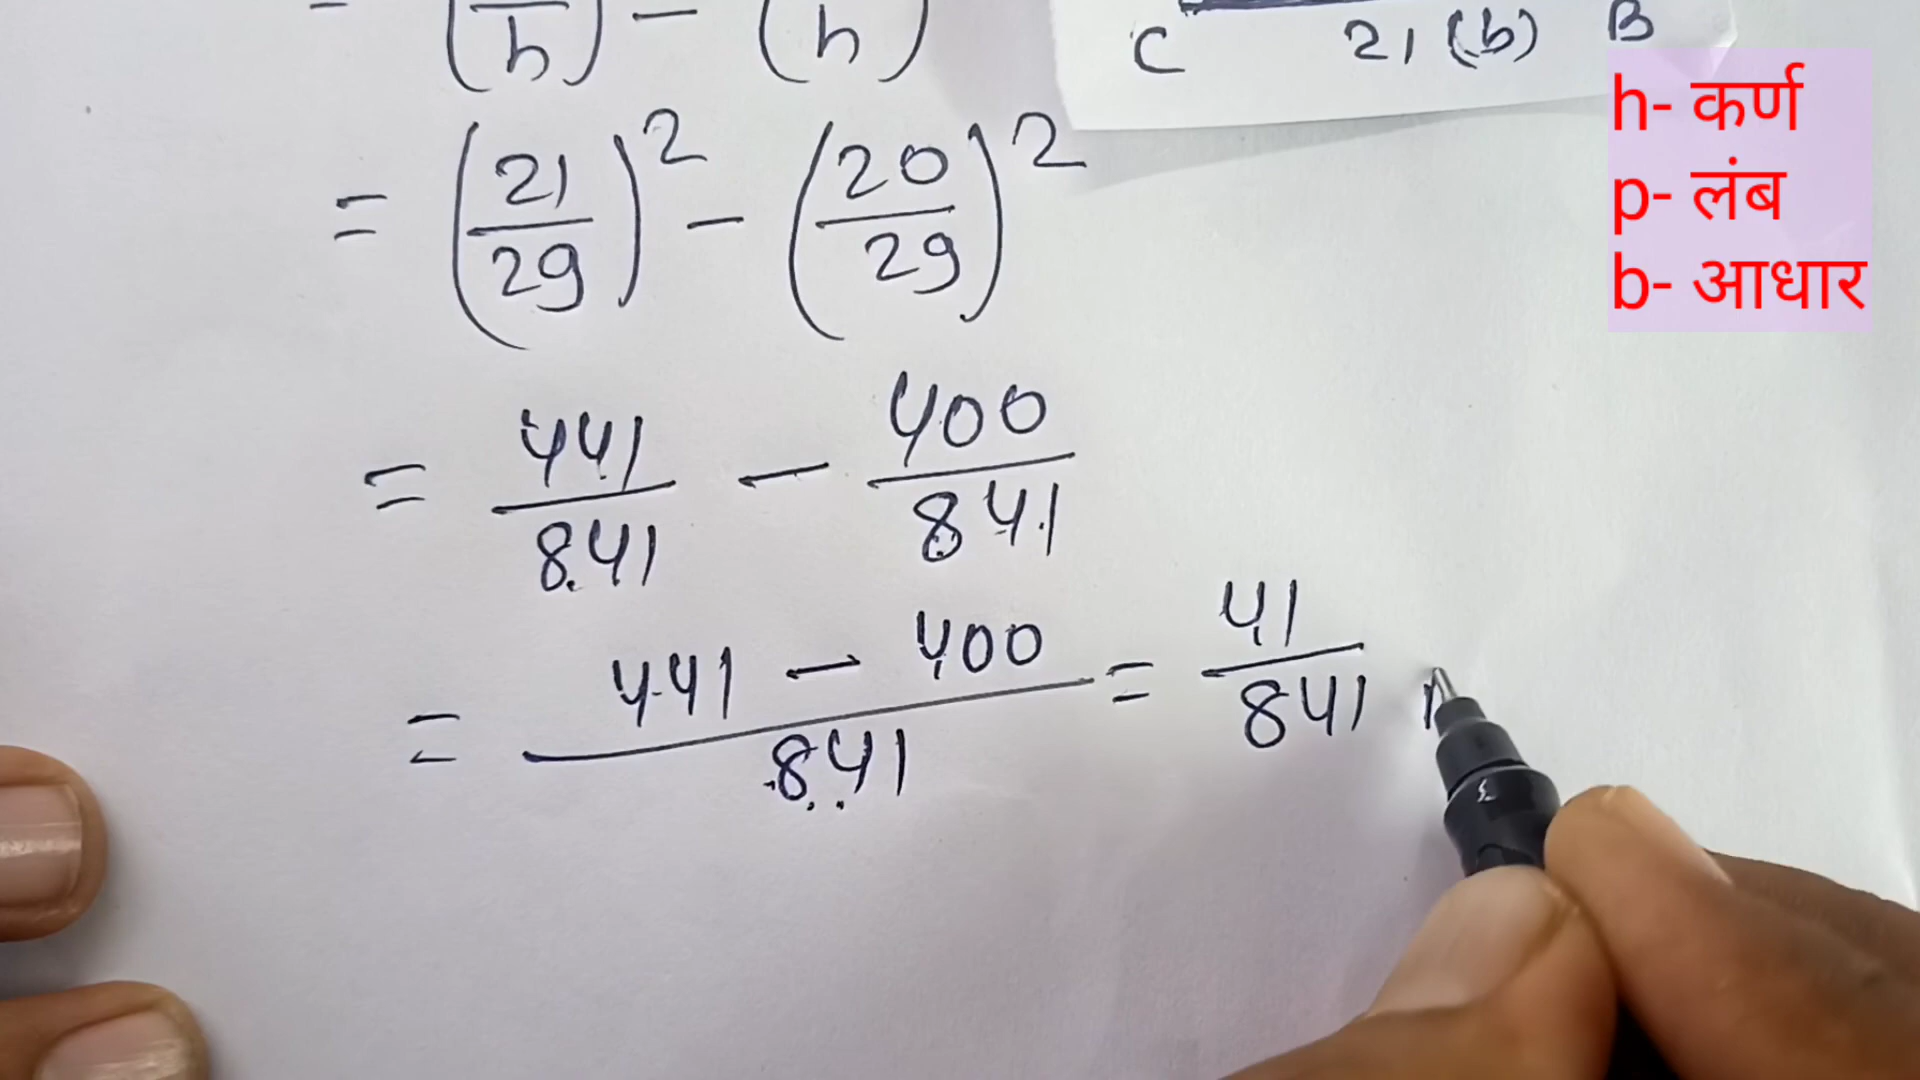 - (/h) - (/h)
C 21 (b) B
h- कर्ण
p- लंब
b- आधार
= (21/29)² - (20/29)²
= 441/841 - 400/841
= 441 - 400/841 = 41/841